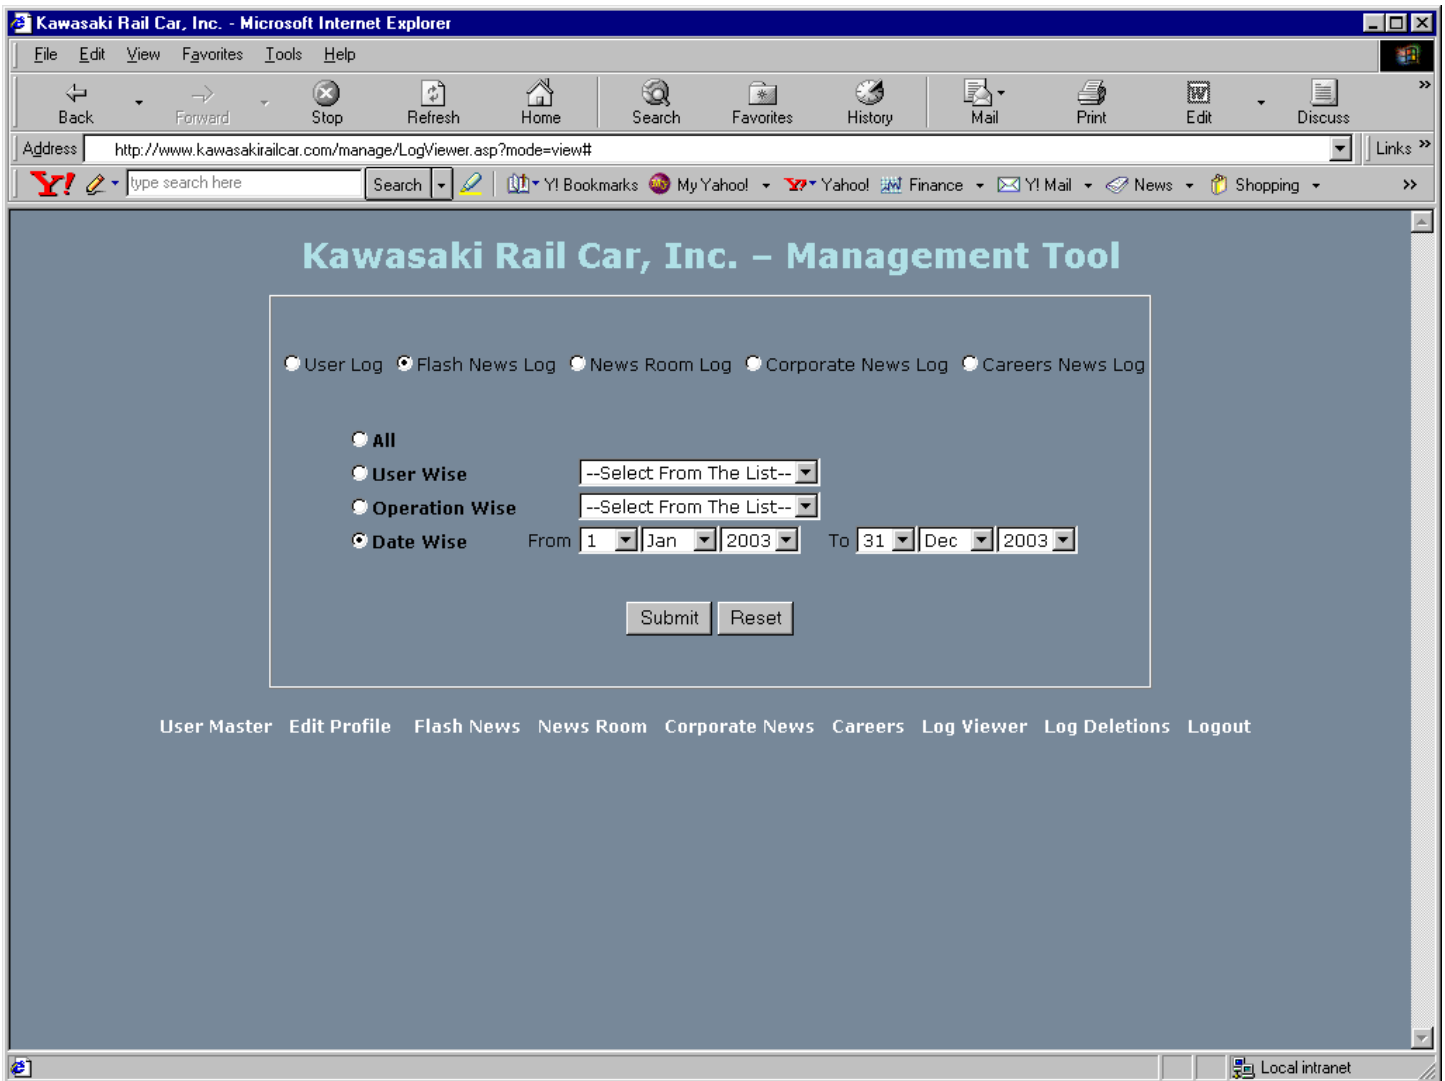 Kawasaki Rail Car, Inc. - Microsoft Internet Explorer
File Edit View Favorites Tools Help
Back Forward Stop Refresh Home Search Favorites History Mail Print Edit Discuss »
Address http://www.kawasakirailcar.com/manage/LogViewer.asp?mode=view# Links »
Y! type search here Search Y! Bookmarks My Yahoo! Y? Yahoo! Finance Y! Mail News Shopping »
Kawasaki Rail Car, Inc. – Management Tool
User Log Flash News Log News Room Log Corporate News Log Careers News Log
All
User Wise --Select From The List--
Operation Wise --Select From The List--
Date Wise From 1 Jan 2003 To 31 Dec 2003
Submit Reset
User Master Edit Profile Flash News News Room Corporate News Careers Log Viewer Log Deletions Logout
Local intranet